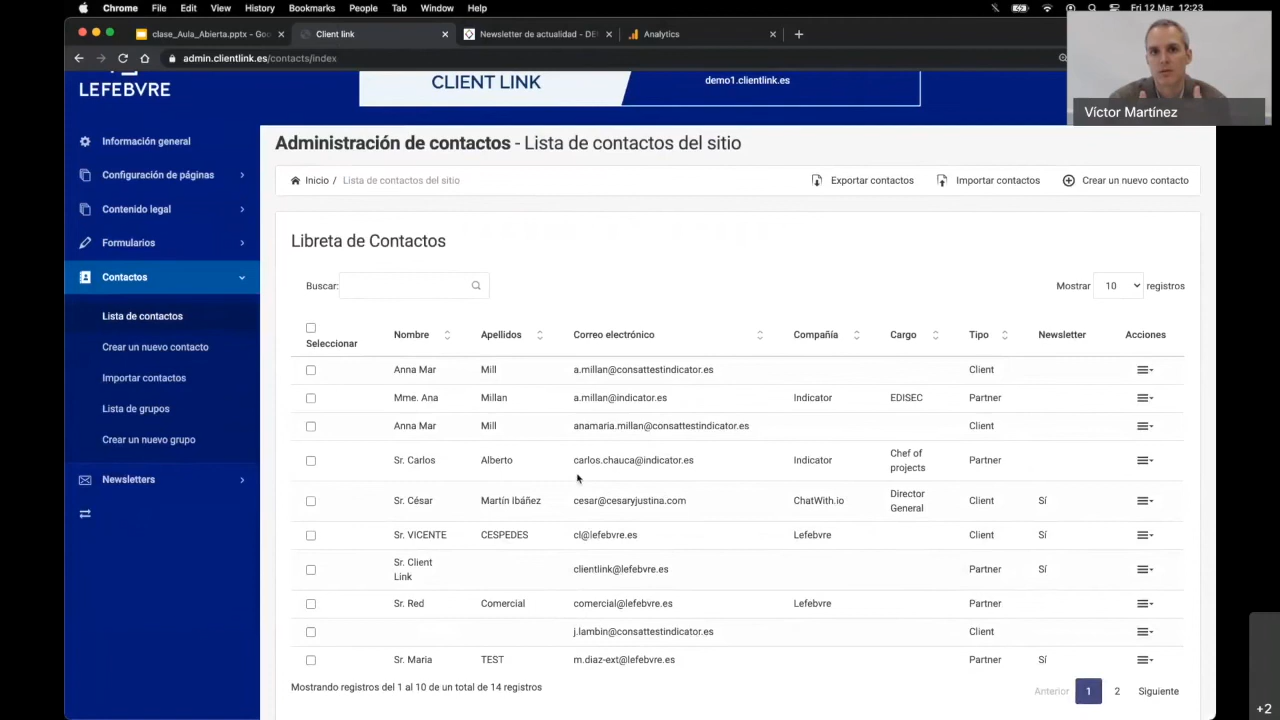 Chrome File Edit View History Bookmarks People Tab Window Help Fri 12 Mar 12:23
clase_Aula_Abierta.pptx - Goo Client link Newsletter de actualidad - DE Analytics
admin.clientlink.es/contacts/index
LEFEBVRE CLIENT LINK demo1.clientlink.es
Víctor Martínez
Información general
Configuración de páginas
Contenido legal
Formularios
Contactos
Lista de contactos
Crear un nuevo contacto
Importar contactos
Lista de grupos
Crear un nuevo grupo
Newsletters
Administración de contactos - Lista de contactos del sitio
Inicio / Lista de contactos del sitio Exportar contactos Importar contactos Crear un nuevo contacto
Libreta de Contactos
Buscar: Mostrar 10 registros
Seleccionar Nombre Apellidos Correo electrónico Compañía Cargo Tipo Newsletter Acciones
Anna Mar Mill a.millan@consattestindicator.es Client
Mme. Ana Millan a.millan@indicator.es Indicator EDISEC Partner
Anna Mar Mill anamaria.millan@consattestindicator.es Client
Sr. Carlos Alberto carlos.chauca@indicator.es Indicator Chef of projects Partner
Sr. César Martín Ibáñez cesar@cesaryjustina.com ChatWith.io Director General Client Sí
Sr. VICENTE CESPEDES cl@lefebvre.es Lefebvre Client Sí
Sr. Client Link clientlink@lefebvre.es Partner Sí
Sr. Red Comercial comercial@lefebvre.es Lefebvre Partner
j.lambin@consattestindicator.es Client
Sr. Maria TEST m.diaz-ext@lefebvre.es Partner Sí
Mostrando registros del 1 al 10 de un total de 14 registros
Anterior 1 2 Siguiente
+2